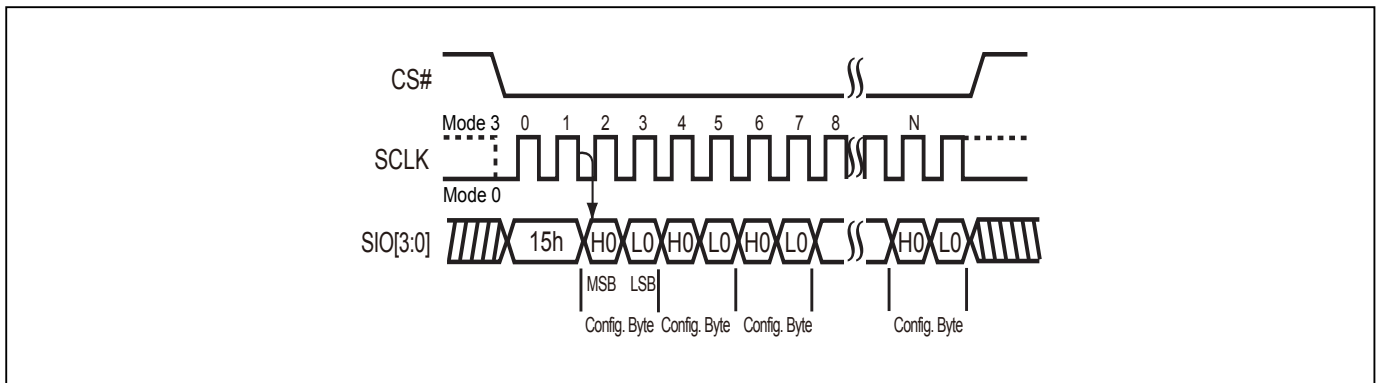 CS#
Mode 3 0 1 2 3 4 5 6 7 8 N
SCLK
Mode 0
SIO[3:0] 15h H0 L0 H0 L0 H0 L0 H0 L0
MSB LSB
Config. Byte Config. Byte Config. Byte Config. Byte